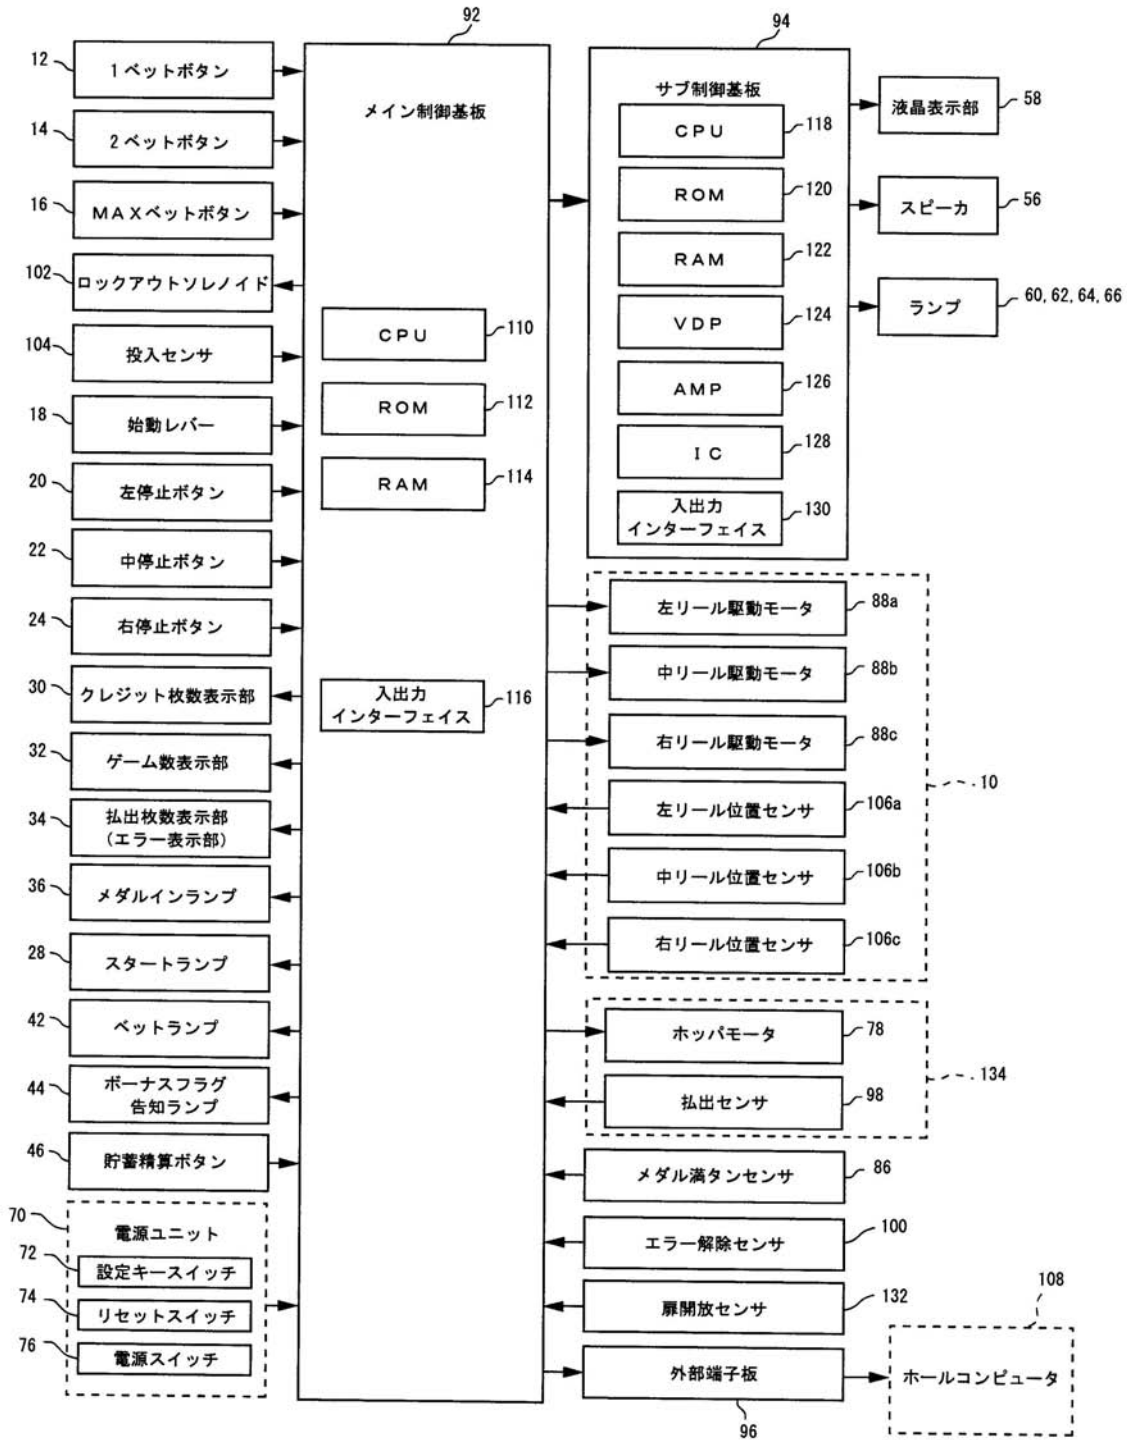 92
94
12
1ベットボタン
14
2ベットボタン
16
MAXベットボタン
102
ロックアウトソレノイド
104
投入センサ
18
始動レバー
20
左停止ボタン
22
中停止ボタン
24
右停止ボタン
30
クレジット枚数表示部
32
ゲーム数表示部
34
払出枚数表示部
(エラー表示部)
36
メダルインランプ
28
スタートランプ
42
ベットランプ
44
ボーナスフラグ
告知ランプ
46
貯蓄精算ボタン
70
電源ユニット
72
設定キースイッチ
74
リセットスイッチ
76
電源スイッチ
メイン制御基板
CPU
110
ROM
112
RAM
114
入出力
インターフェイス
116
サブ制御基板
CPU
118
ROM
120
RAM
122
VDP
124
AMP
126
IC
128
入出力
インターフェイス
130
液晶表示部
58
スピーカ
56
ランプ
60, 62, 64, 66
左リール駆動モータ
88a
中リール駆動モータ
88b
右リール駆動モータ
88c
10
左リール位置センサ
106a
中リール位置センサ
106b
右リール位置センサ
106c
ホッパモータ
78
134
払出センサ
98
メダル満タンセンサ
86
エラー解除センサ
100
扉開放センサ
132
外部端子板
96
108
ホールコンピュータ